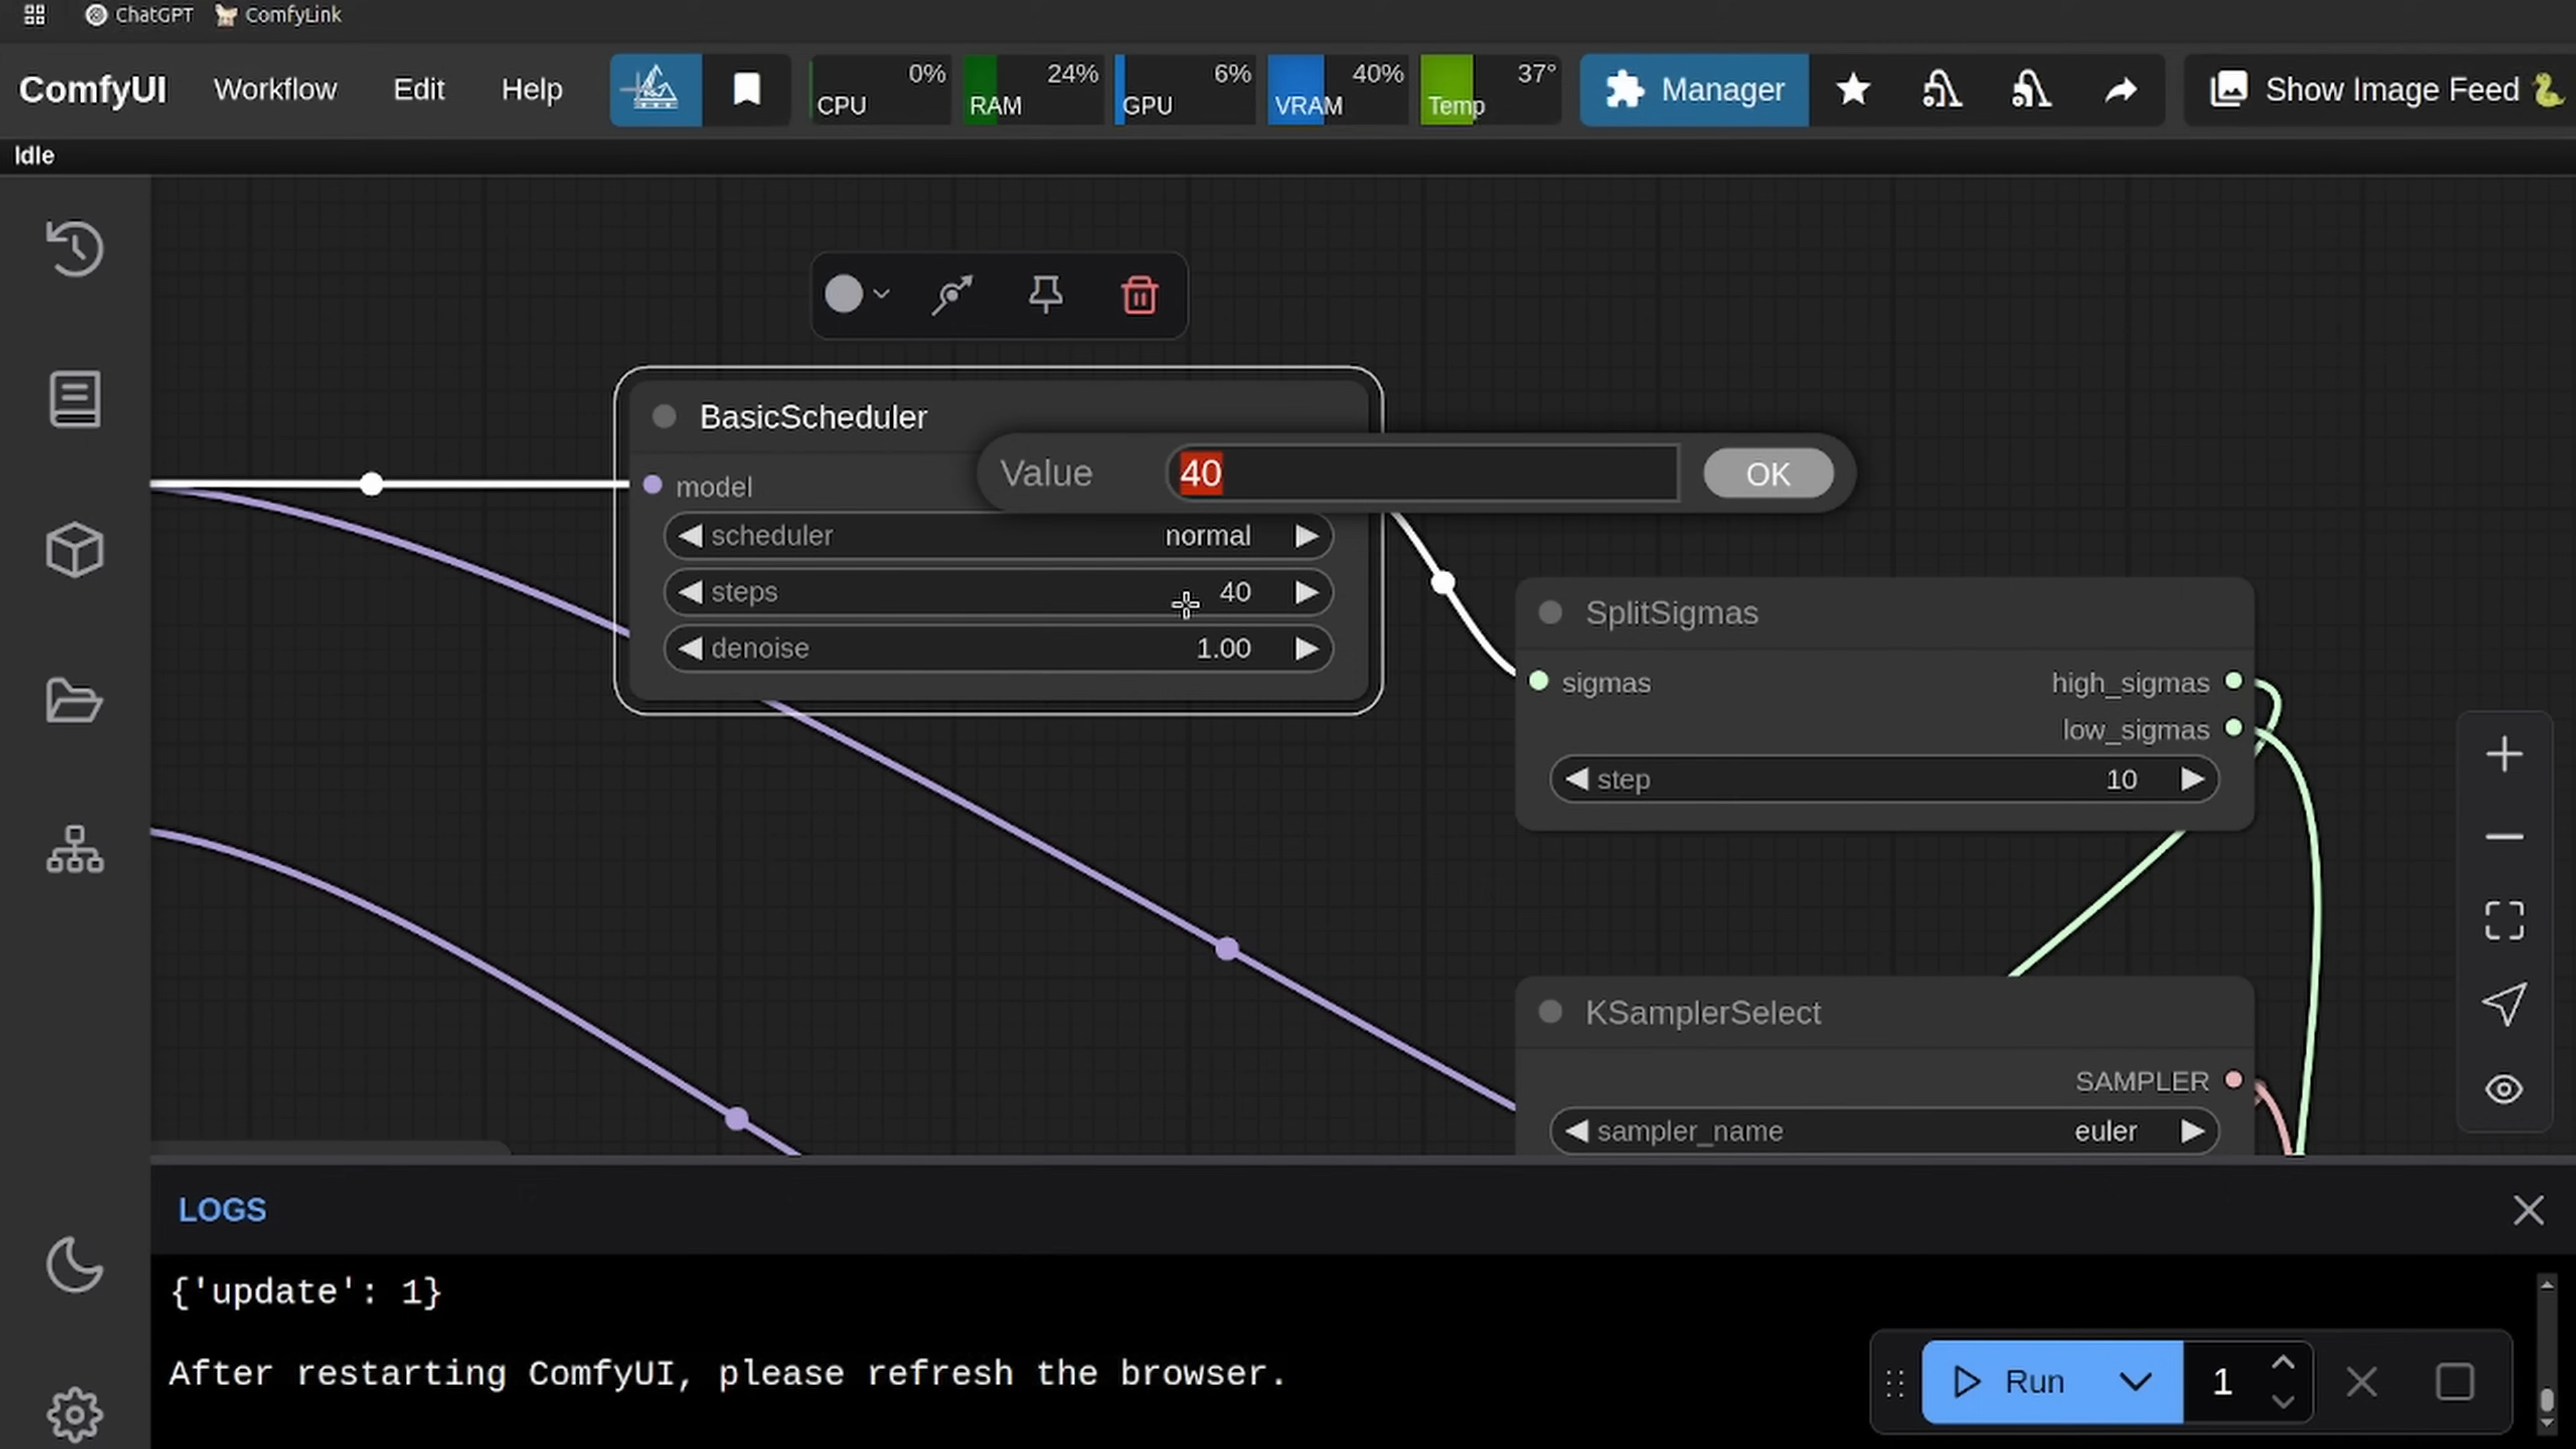 ChatGPT ComfyLink
ComfyUI Workflow Edit Help CPU 0% RAM 24% GPU 6% VRAM 40% Temp 37° Manager Show Image Feed
Idle
BasicScheduler
Value 40 OK
model
scheduler normal
steps 40
denoise 1.00
SplitSigmas
sigmas high_sigmas
low_sigmas
step 10
KSamplerSelect
SAMPLER
sampler_name euler
LOGS
{'update': 1}
After restarting ComfyUI, please refresh the browser.
Run 1